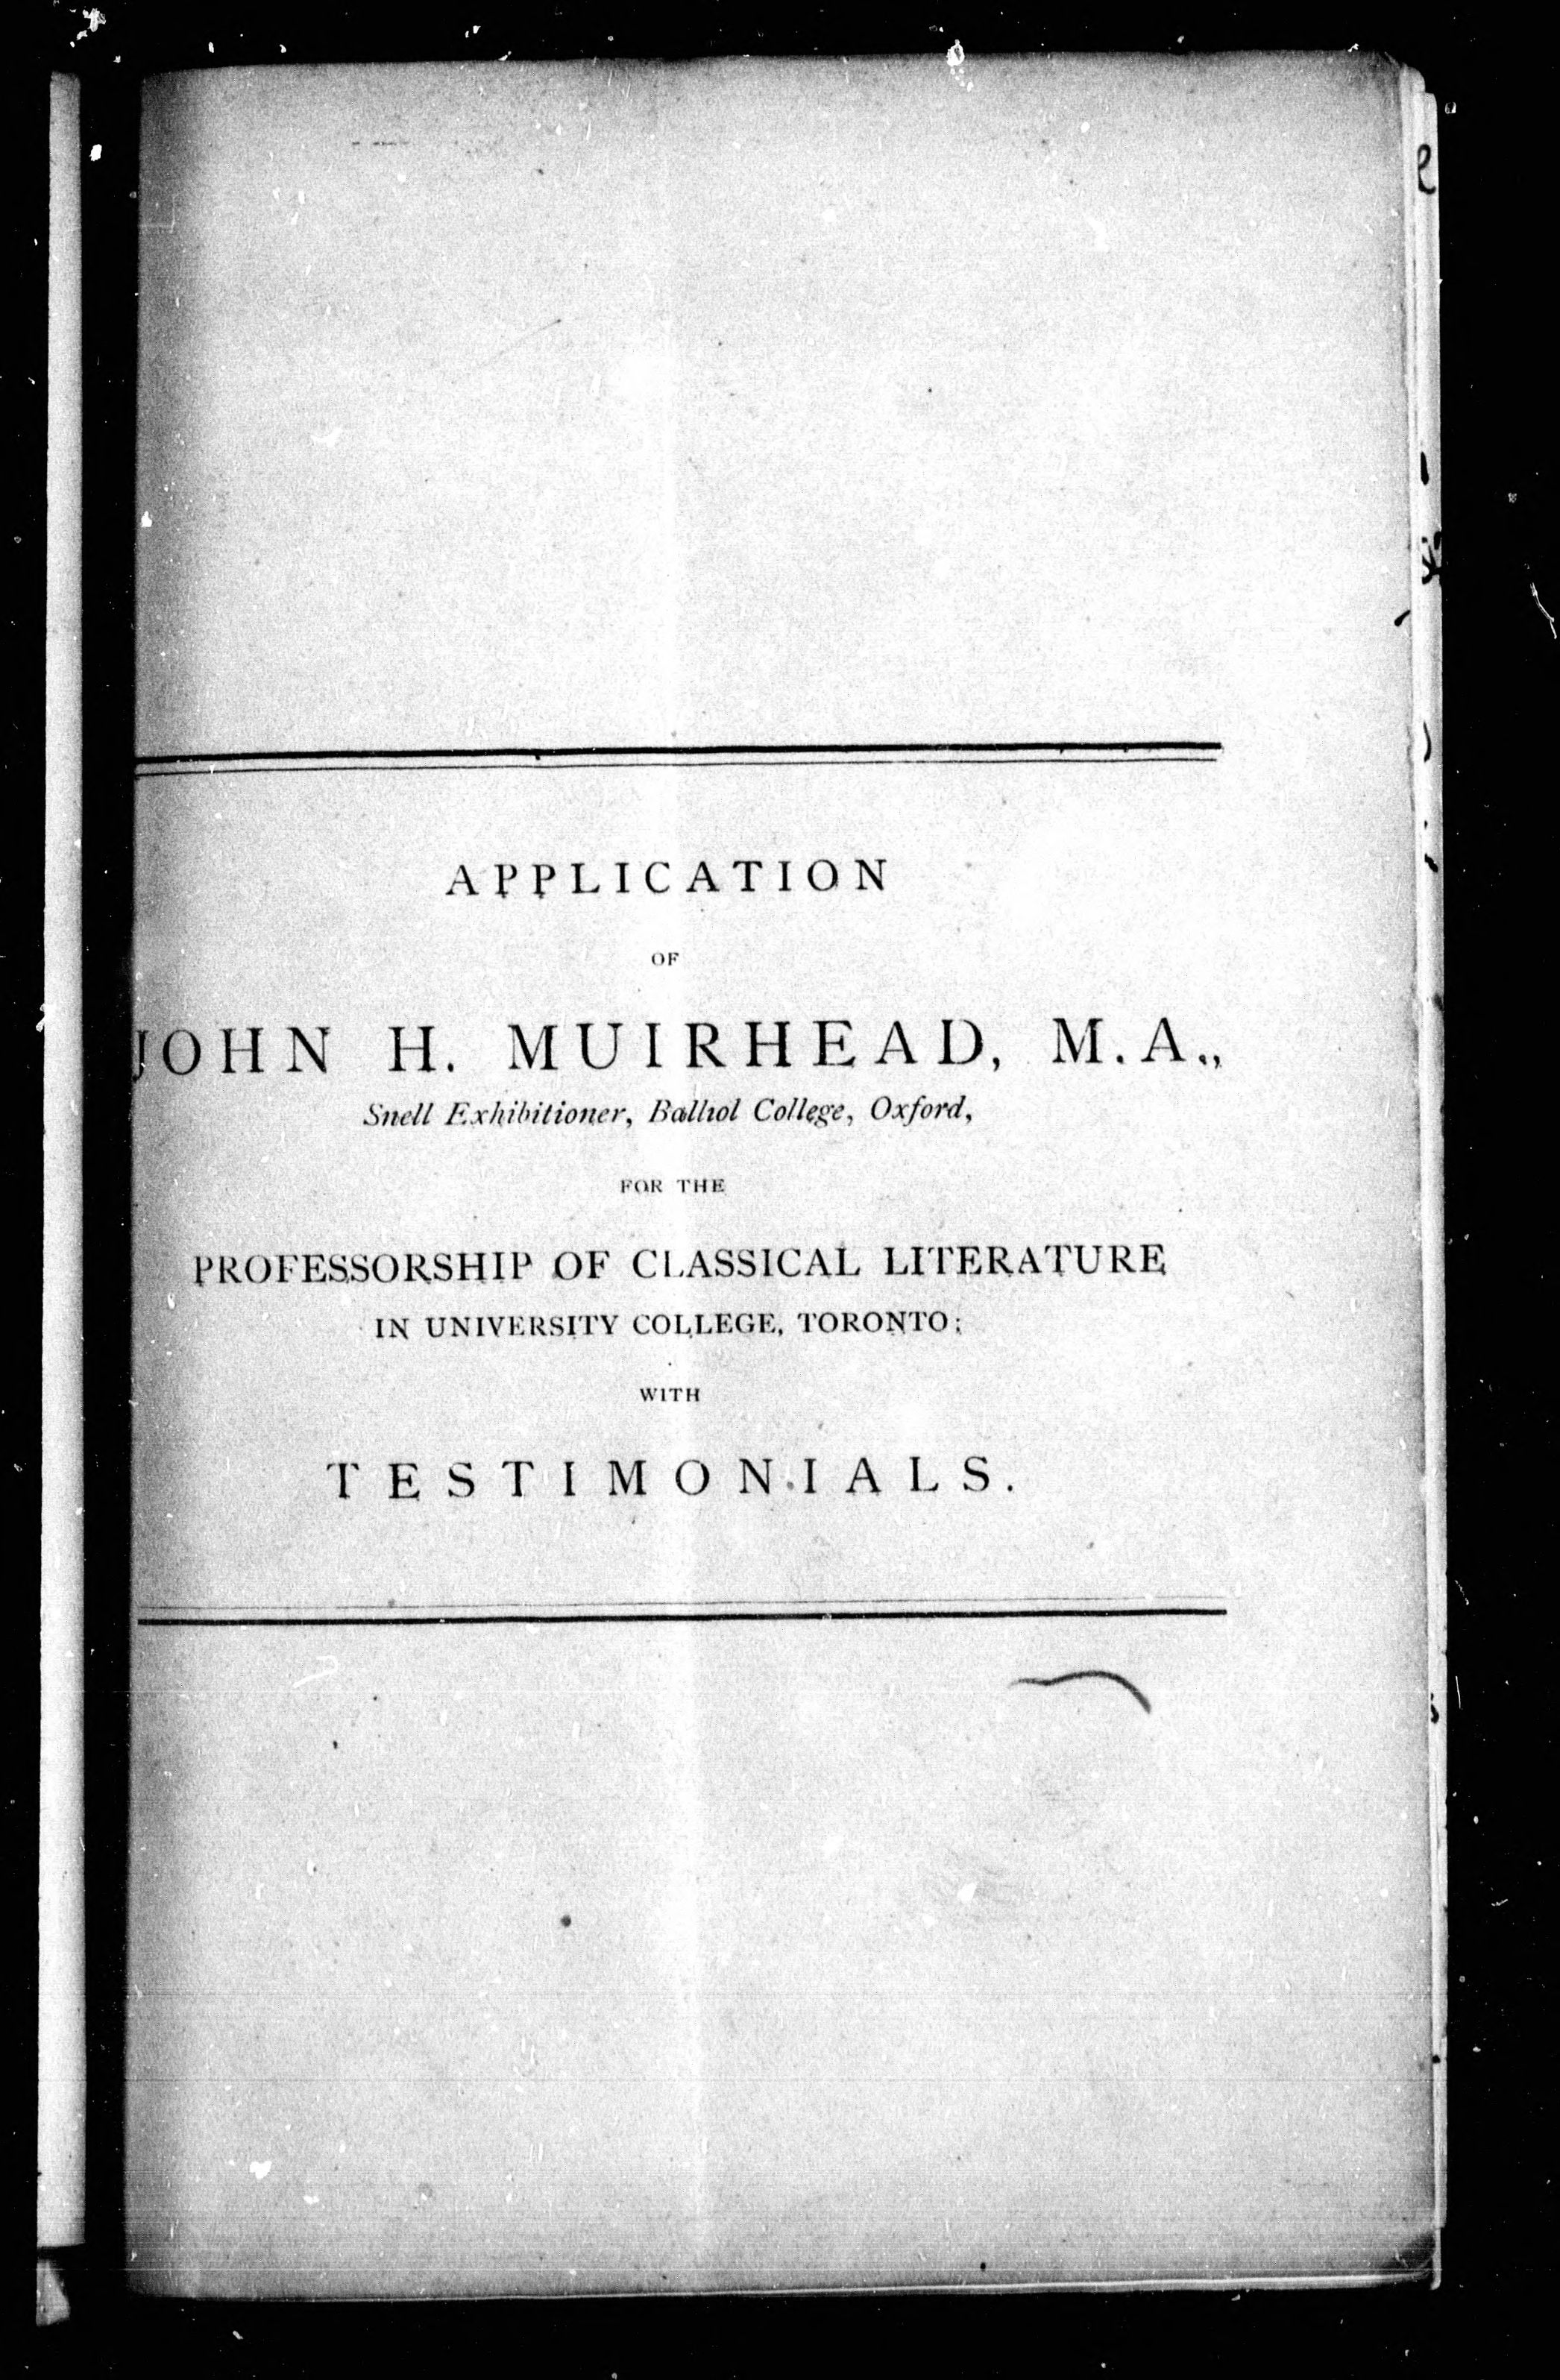 APPLICATION
OF
JOHN H. MUIRHEAD, M.A.,
Snell Exhibitioner, Balliol College, Oxford,
FOR THE
PROFESSORSHIP OF CLASSICAL LITERATURE
IN UNIVERSITY COLLEGE, TORONTO;
WITH
TESTIMONIALS.